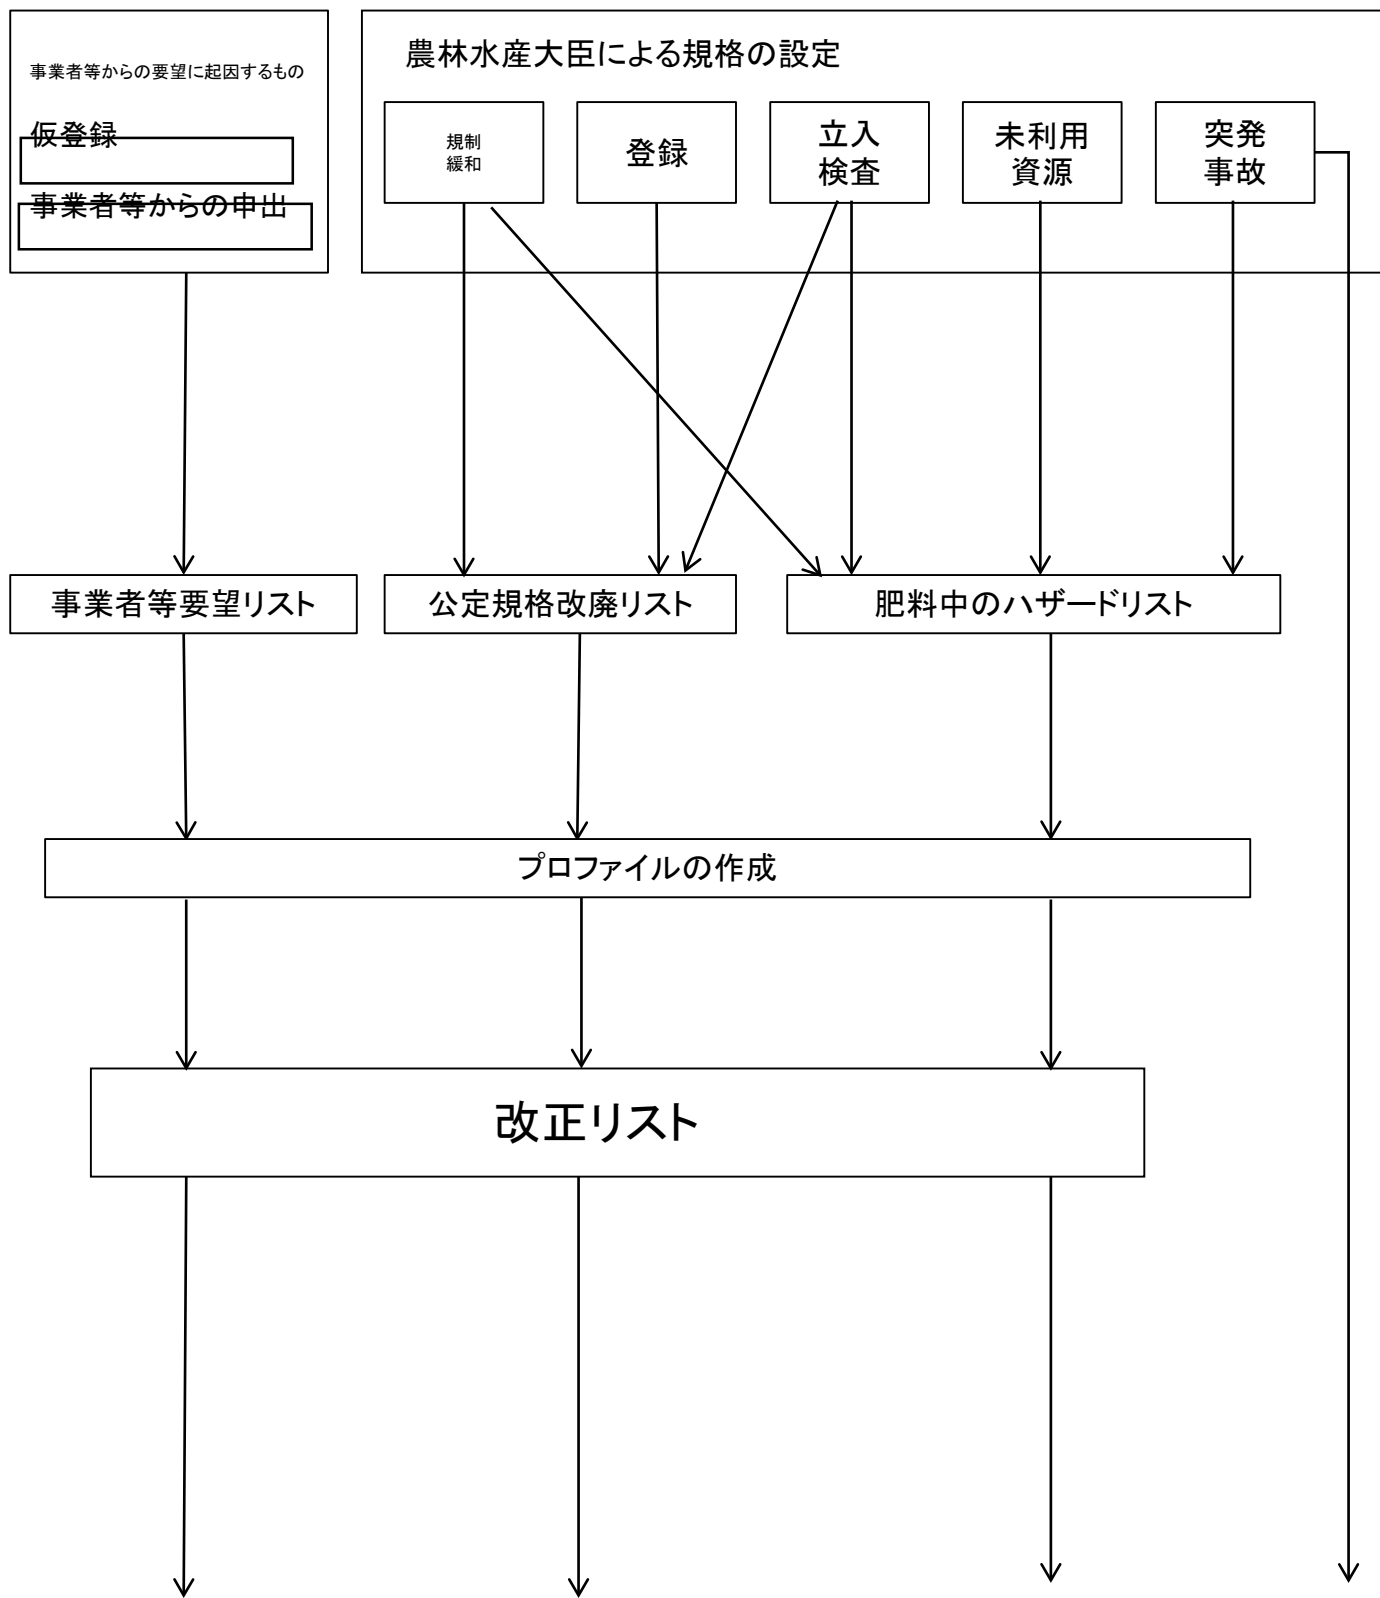 事業者等からの要望に起因するもの
仮登録
事業者等からの申出
農林水産大臣による規格の設定
規制
緩和
登録
立入
検査
未利用
資源
突発
事故
事業者等要望リスト
公定規格改廃リスト
肥料中のハザードリスト
プロファイルの作成
改正リスト